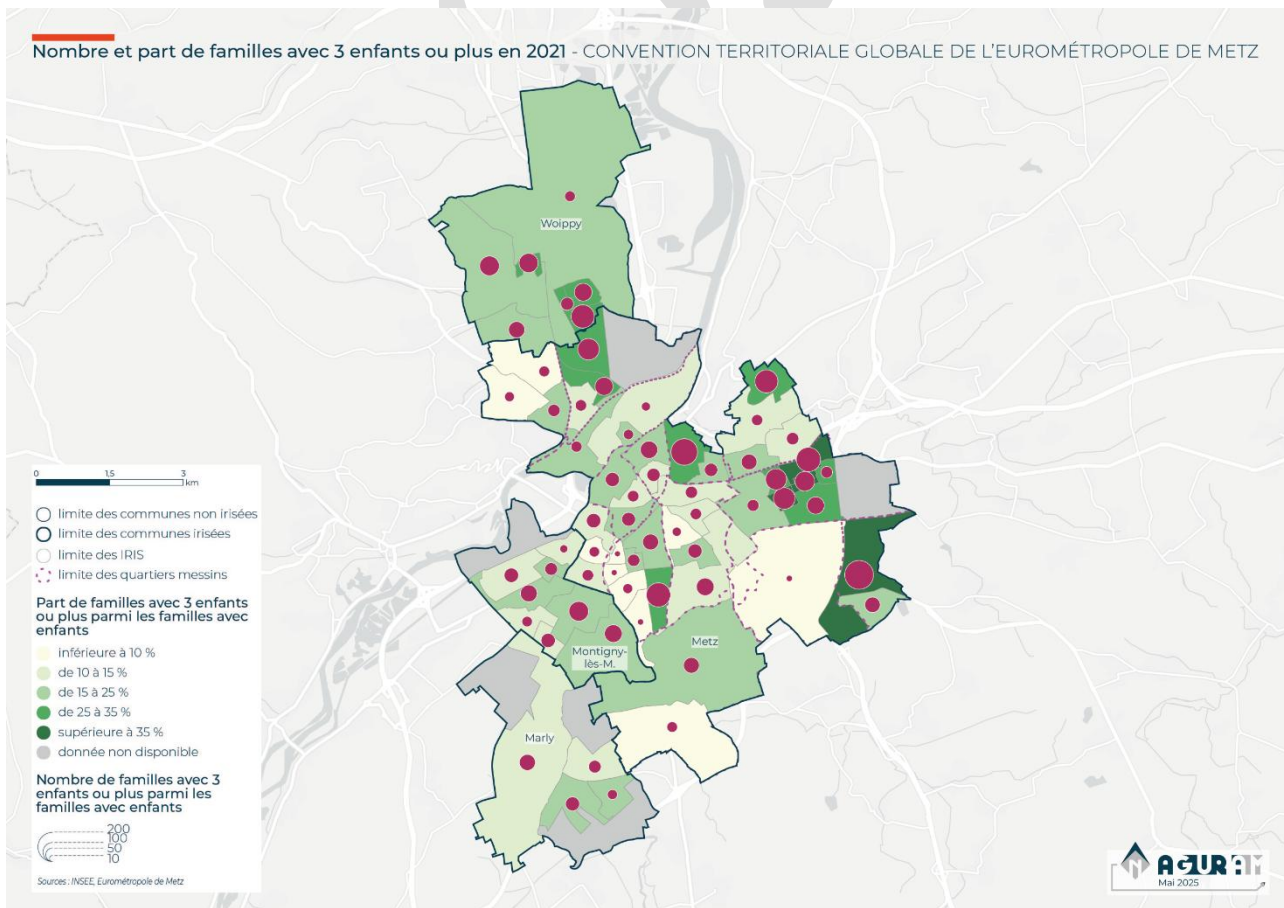 Nombre et part de familles avec 3 enfants ou plus en 2021 - CONVENTION TERRITORIALE GLOBALE DE L'EUROMÉTROPOLE DE METZ
Woippy
Metz
Montigny-
lès-M.
Marly
0 1,5 3
km
limite des communes non irisées
limite des communes irisées
limite des IRIS
limite des quartiers messins
Part de familles avec 3 enfants
ou plus parmi les familles avec
enfants
inférieure à 10 %
de 10 à 15 %
de 15 à 25 %
de 25 à 35 %
supérieure à 35 %
donnée non disponible
Nombre de familles avec 3
enfants ou plus parmi les
familles avec enfants
200
100
50
10
Sources : INSEE, Eurométropole de Metz
N AGURAM
Mai 2025